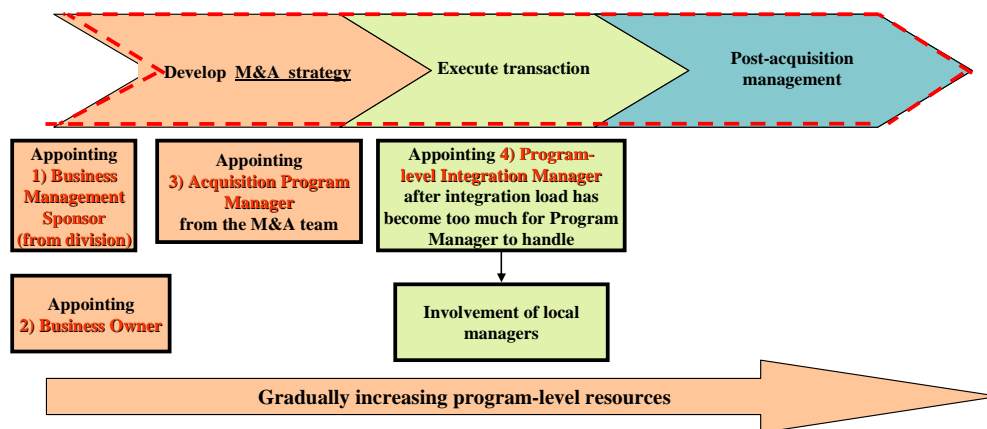 Develop M&A strategy
Execute transaction
Post-acquisition
management
Appointing
1) Business
Management
Sponsor
(from division)
Appointing
3) Acquisition Program
Manager
from the M&A team
Appointing 4) Program-
level Integration Manager
after integration load has
become too much for Program
Manager to handle
Appointing
2) Business Owner
Involvement of local
managers
Gradually increasing program-level resources